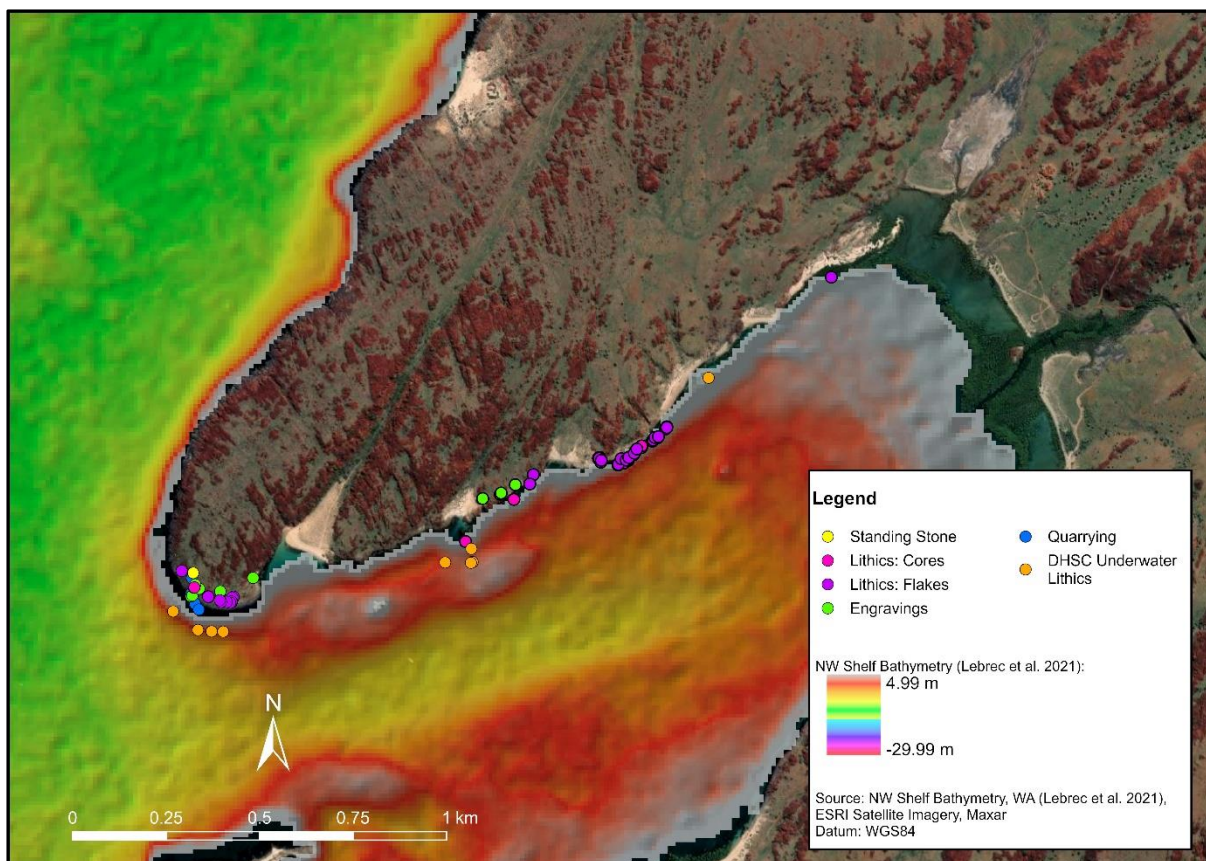 N
0 0.25 0.5 0.75 1 km
Legend
Standing Stone
Lithics: Cores
Lithics: Flakes
Engravings
Quarrying
DHSC Underwater
Lithics
NW Shelf Bathymetry (Lebrec et al. 2021):
4.99 m
-29.99 m
Source: NW Shelf Bathymetry, WA (Lebrec et al. 2021),
ESRI Satellite Imagery, Maxar
Datum: WGS84